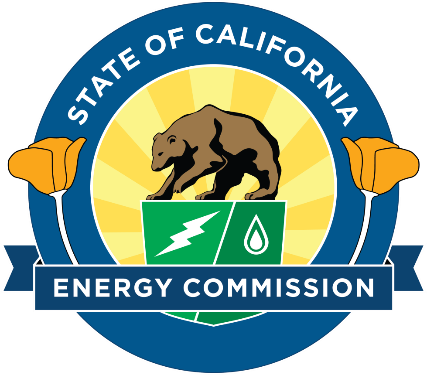 STATE OF CALIFORNIA
ENERGY COMMISSION